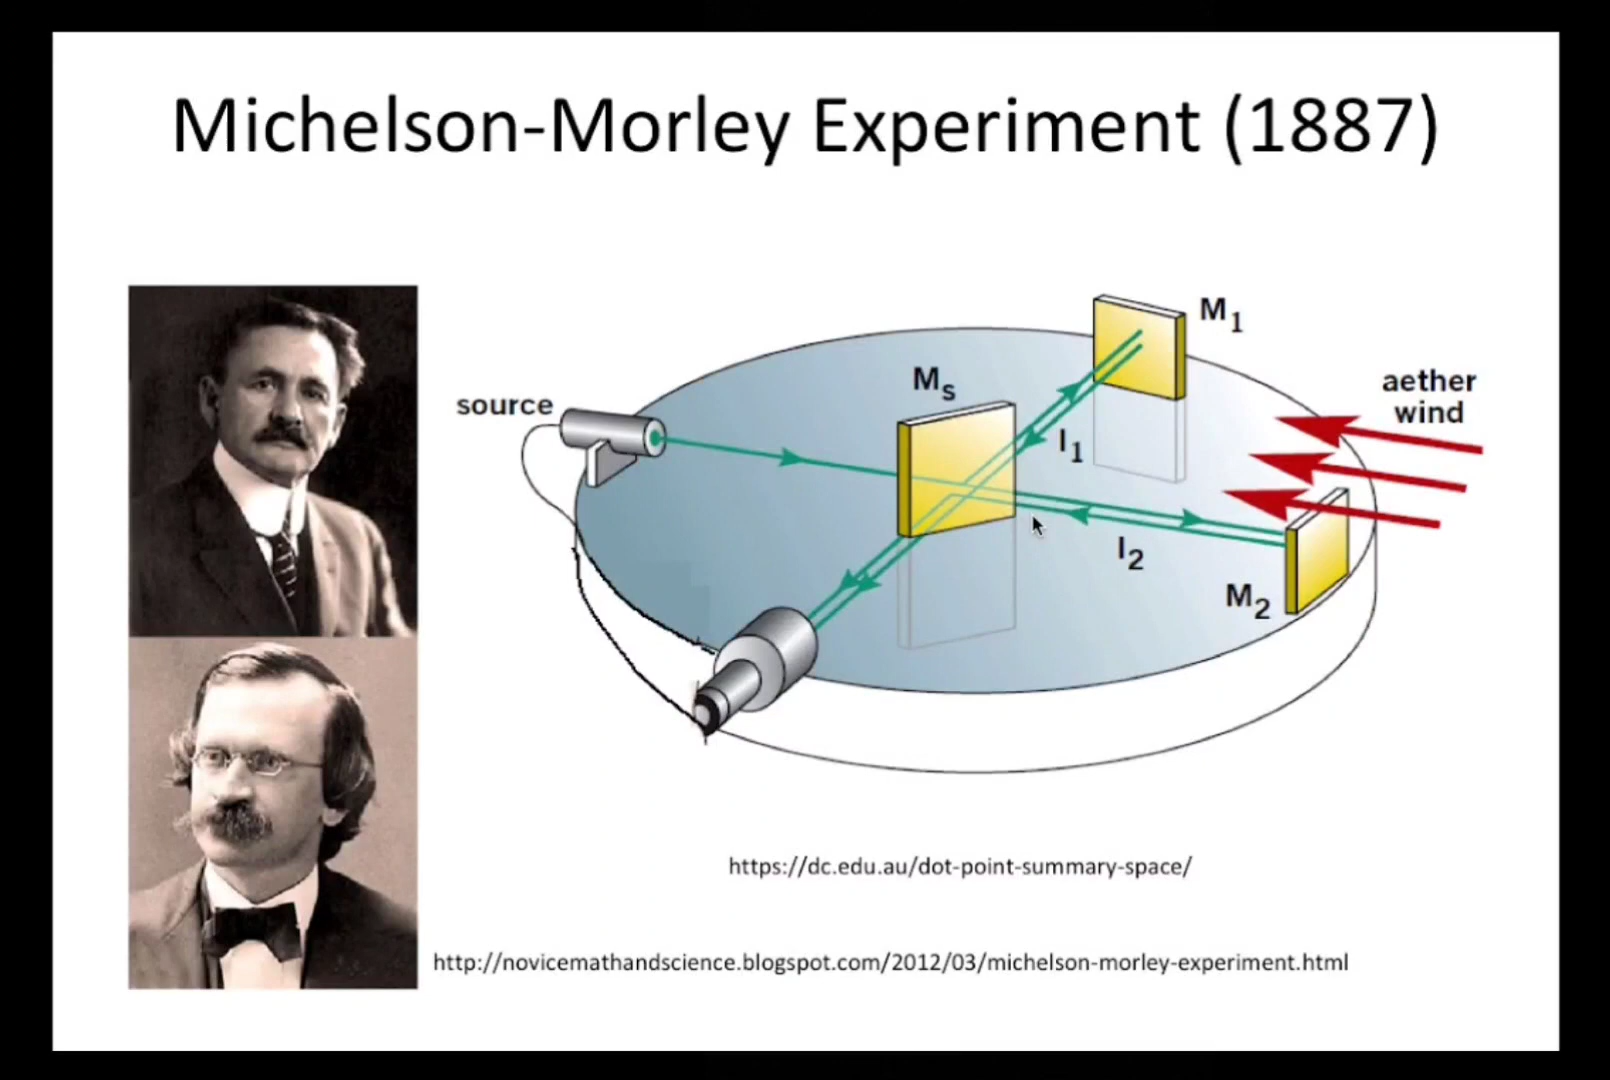 Michelson-Morley Experiment (1887)
M1
Ms
aether
wind
source
l1
l2
M2
https://dc.edu.au/dot-point-summary-space/
http://novicemathandscience.blogspot.com/2012/03/michelson-morley-experiment.html